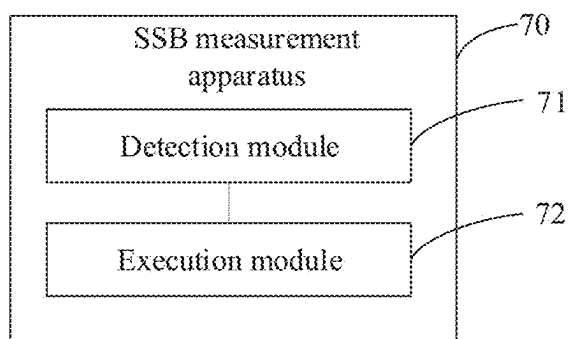 SSB measurement
apparatus
70
Detection module
71
Execution module
72